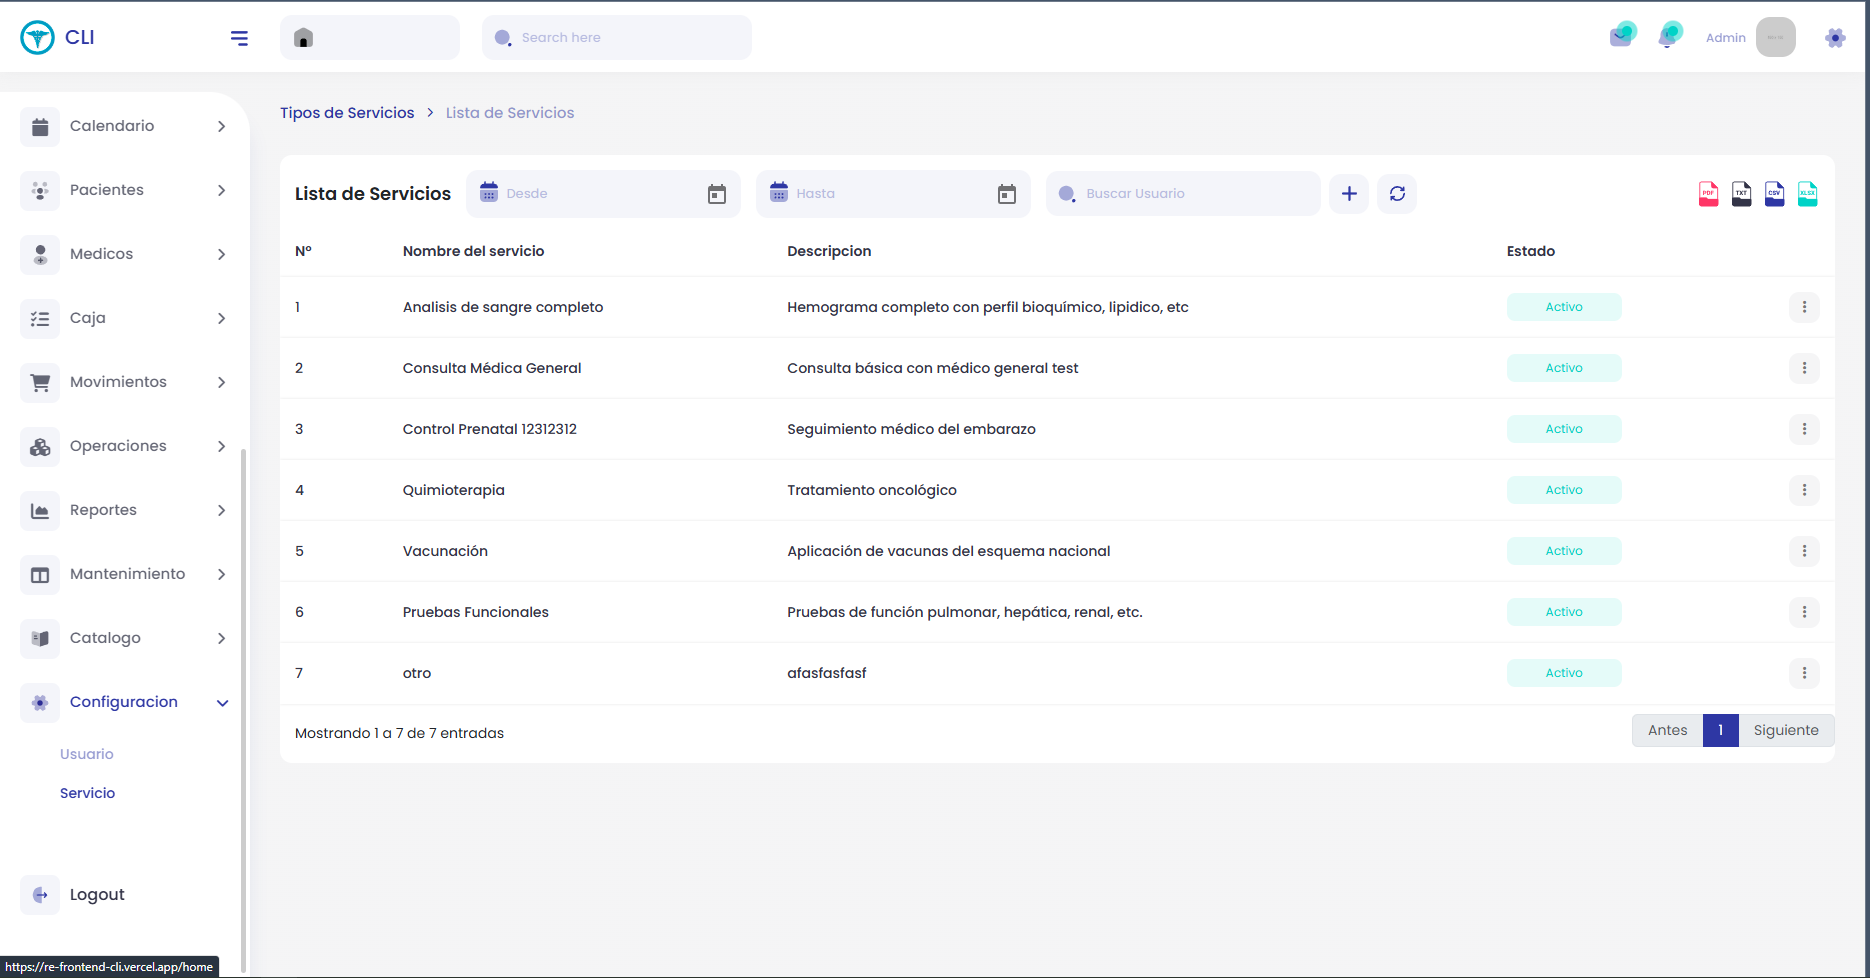 CLI
Search here
Admin
Calendario
Pacientes
Medicos
Caja
Movimientos
Operaciones
Reportes
Mantenimiento
Catalogo
Configuracion
Usuario
Servicio
Logout
https://re-frontend-cli.vercel.app/home
Tipos de Servicios > Lista de Servicios
Lista de Servicios Desde Hasta Buscar Usuario PDF TXT CSV XLSX
Nº Nombre del servicio Descripcion Estado
1 Analisis de sangre completo Hemograma completo con perfil bioquímico, lipidico, etc Activo
2 Consulta Médica General Consulta básica con médico general test Activo
3 Control Prenatal 12312312 Seguimiento médico del embarazo Activo
4 Quimioterapia Tratamiento oncológico Activo
5 Vacunación Aplicación de vacunas del esquema nacional Activo
6 Pruebas Funcionales Pruebas de función pulmonar, hepática, renal, etc. Activo
7 otro afasfasfasf Activo
Mostrando 1 a 7 de 7 entradas Antes 1 Siguiente